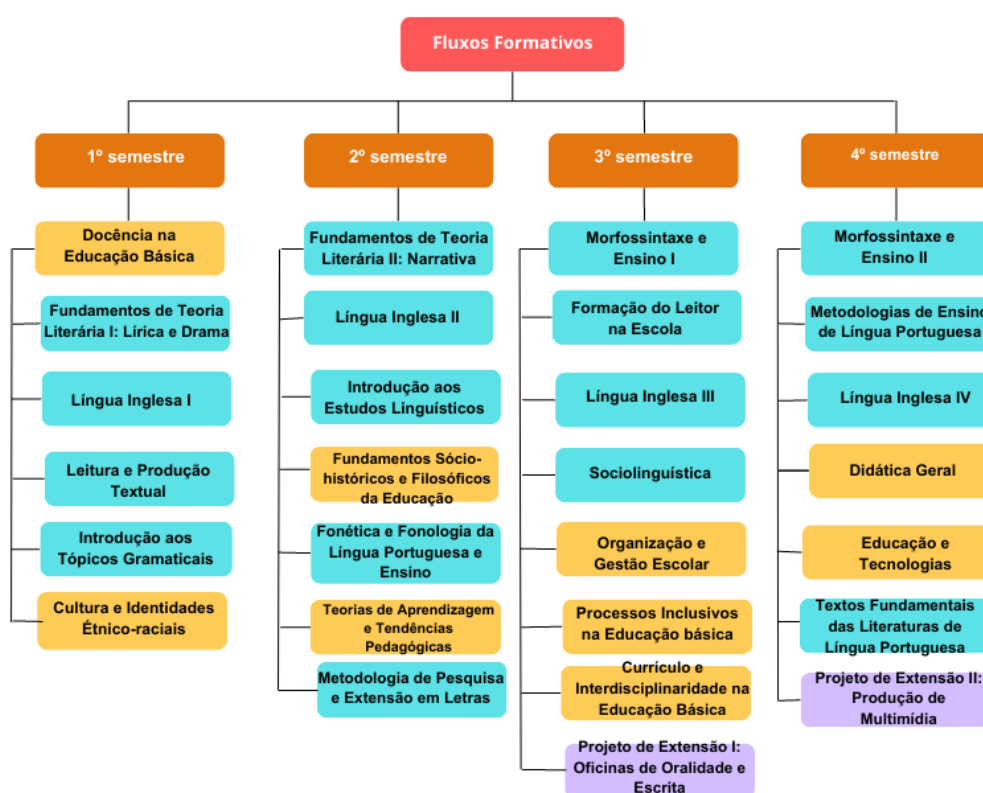 Fluxos Formativos
1º semestre
Docência na
Educação Básica
Fundamentos de Teoria
Literária I: Lírica e Drama
Língua Inglesa I
Leitura e Produção
Textual
Introdução aos
Tópicos Gramaticais
Cultura e Identidades
Étnico-raciais
2º semestre
Fundamentos de Teoria
Literária II: Narrativa
Língua Inglesa II
Introdução aos
Estudos Linguísticos
Fundamentos Sócio-
históricos e Filosóficos
da Educação
Fonética e Fonologia da
Língua Portuguesa e
Ensino
Teorias de Aprendizagem
e Tendências
Pedagógicas
Metodologia de Pesquisa
e Extensão em Letras
3º semestre
Morfossintaxe e
Ensino I
Formação do Leitor
na Escola
Língua Inglesa III
Sociolinguística
Organização e
Gestão Escolar
Processos Inclusivos
na Educação básica
Currículo e
Interdisciplinaridade na
Educação Básica
Projeto de Extensão I:
Oficinas de Oralidade e
Escrita
4º semestre
Morfossintaxe e
Ensino II
Metodologias de Ensino
de Língua Portuguesa
Língua Inglesa IV
Didática Geral
Educação e
Tecnologias
Textos Fundamentais
das Literaturas de
Língua Portuguesa
Projeto de Extensão II:
Produção de
Multimídia